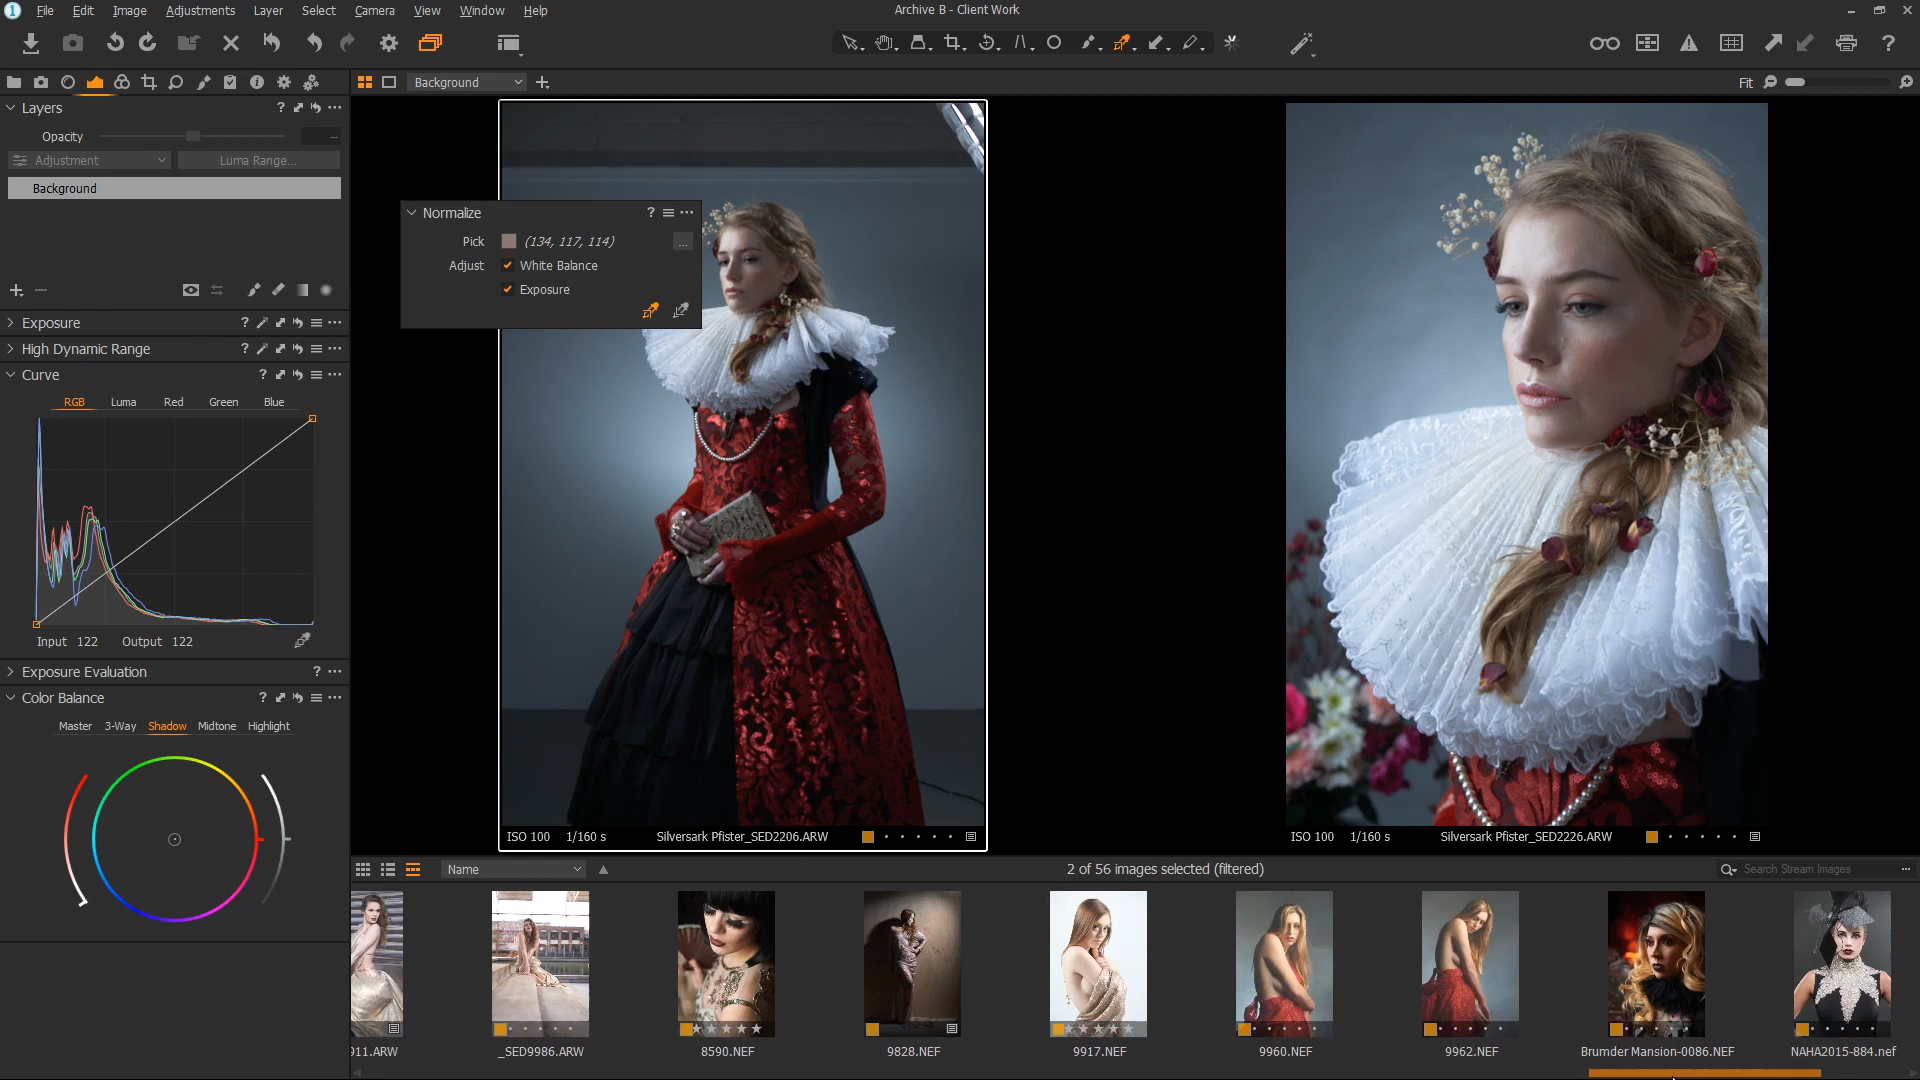 File Edit Image Adjustments Layer Select Camera View Window Help
Archive B - Client Work
Background
Fit
Layers
Opacity
--
Adjustment
Luma Range...
Background
Normalize
Pick (134, 117, 114) ...
Adjust White Balance
Exposure
Exposure
High Dynamic Range
Curve
RGB Luma Red Green Blue
Input 122 Output 122
Exposure Evaluation
Color Balance
Master 3-Way Shadow Midtone Highlight
ISO 100 1/160 s Silversark Pfister_SED2206.ARW
ISO 100 1/160 s Silversark Pfister_SED2226.ARW
Name
2 of 56 images selected (filtered)
Search Stream Images
911.ARW
_SED9986.ARW
8590.NEF
9828.NEF
9917.NEF
9960.NEF
9962.NEF
Brumder Mansion-0086.NEF
NAHA2015-884.nef